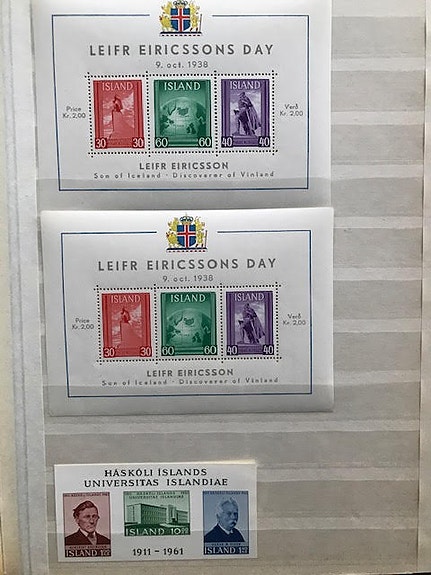 LEIFR EIRICSSONS DAY
9. oct. 1938
Price
Kr. 2,00
ISLAND
30 30
ISLAND
60 60
ISLAND
40 40
Verð
Kr. 2,00
LEIFR EIRICSSON
Son of Iceland · Discoverer of Vinland
LEIFR EIRICSSONS DAY
9. oct. 1938
Price
Kr. 2,00
ISLAND
30 30
ISLAND
60 60
ISLAND
40 40
Verð
Kr. 2,00
LEIFR EIRICSSON
Son of Iceland · Discoverer of Vinland
HÁSKÓLI ÍSLANDS
UNIVERSITAS ISLANDIAE
ÍSLAND
ÍSLAND
ÍSLAND
1911 - 1961